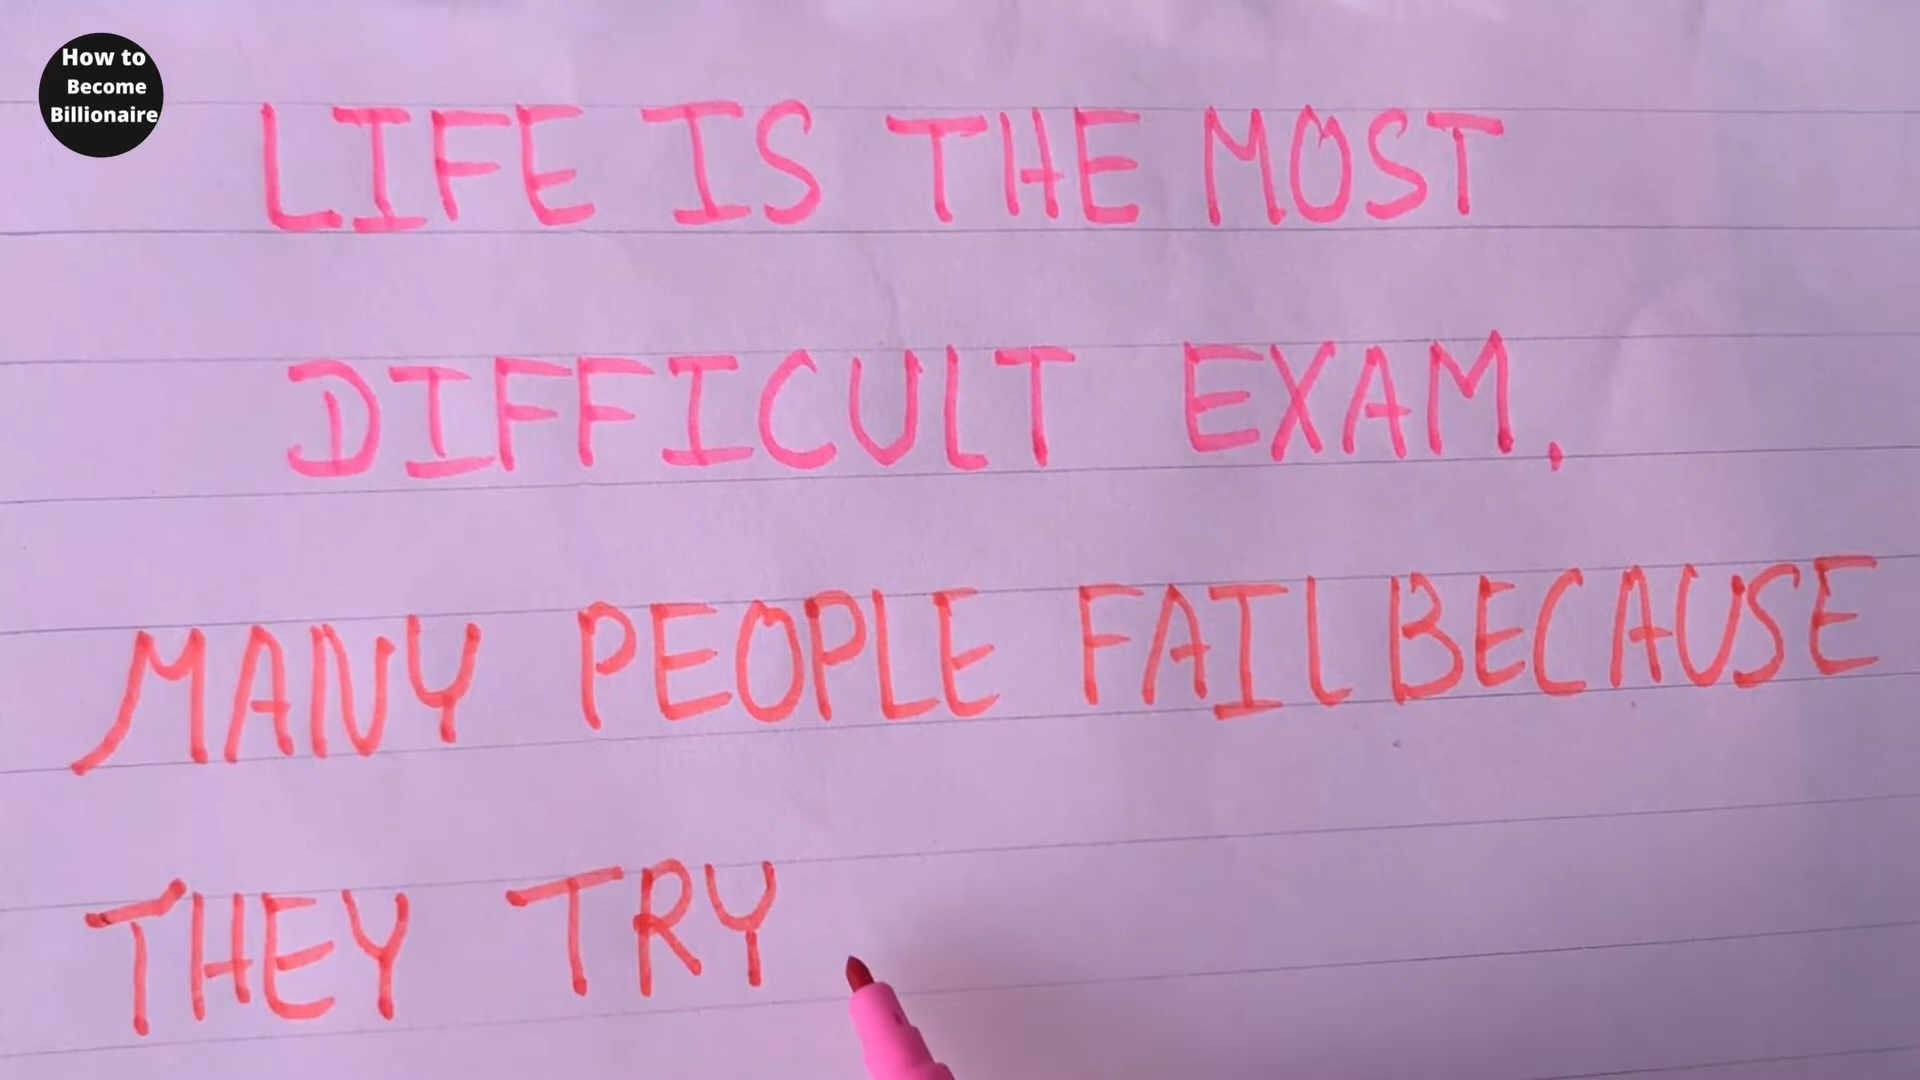 How to
Become
Billionaire
LIFE IS THE MOST
DIFFICULT EXAM.
MANY PEOPLE FAIL BECAUSE
THEY TRY